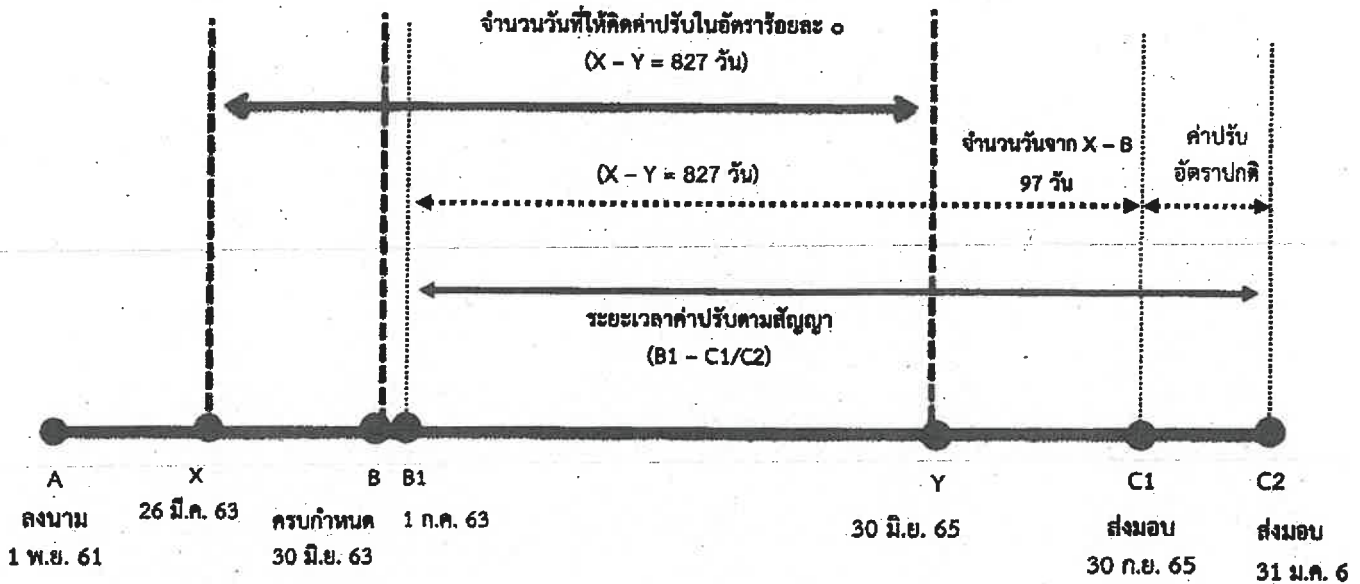 จำนวนวันที่ให้คิดค่าปรับในอัตราร้อยละ ๐
(X – Y = 827 วัน)
จำนวนวันจาก X – B
97 วัน
ค่าปรับ
อัตราปกติ
(X – Y = 827 วัน)
ระยะเวลาค่าปรับตามสัญญา
(B1 – C1/C2)
A
ลงนาม
1 พ.ย. 61
X
26 มี.ค. 63
B
ครบกำหนด
30 มิ.ย. 63
B1
1 ก.ค. 63
Y
30 มิ.ย. 65
C1
ส่งมอบ
30 ก.ย. 65
C2
ส่งมอบ
31 ม.ค. 6